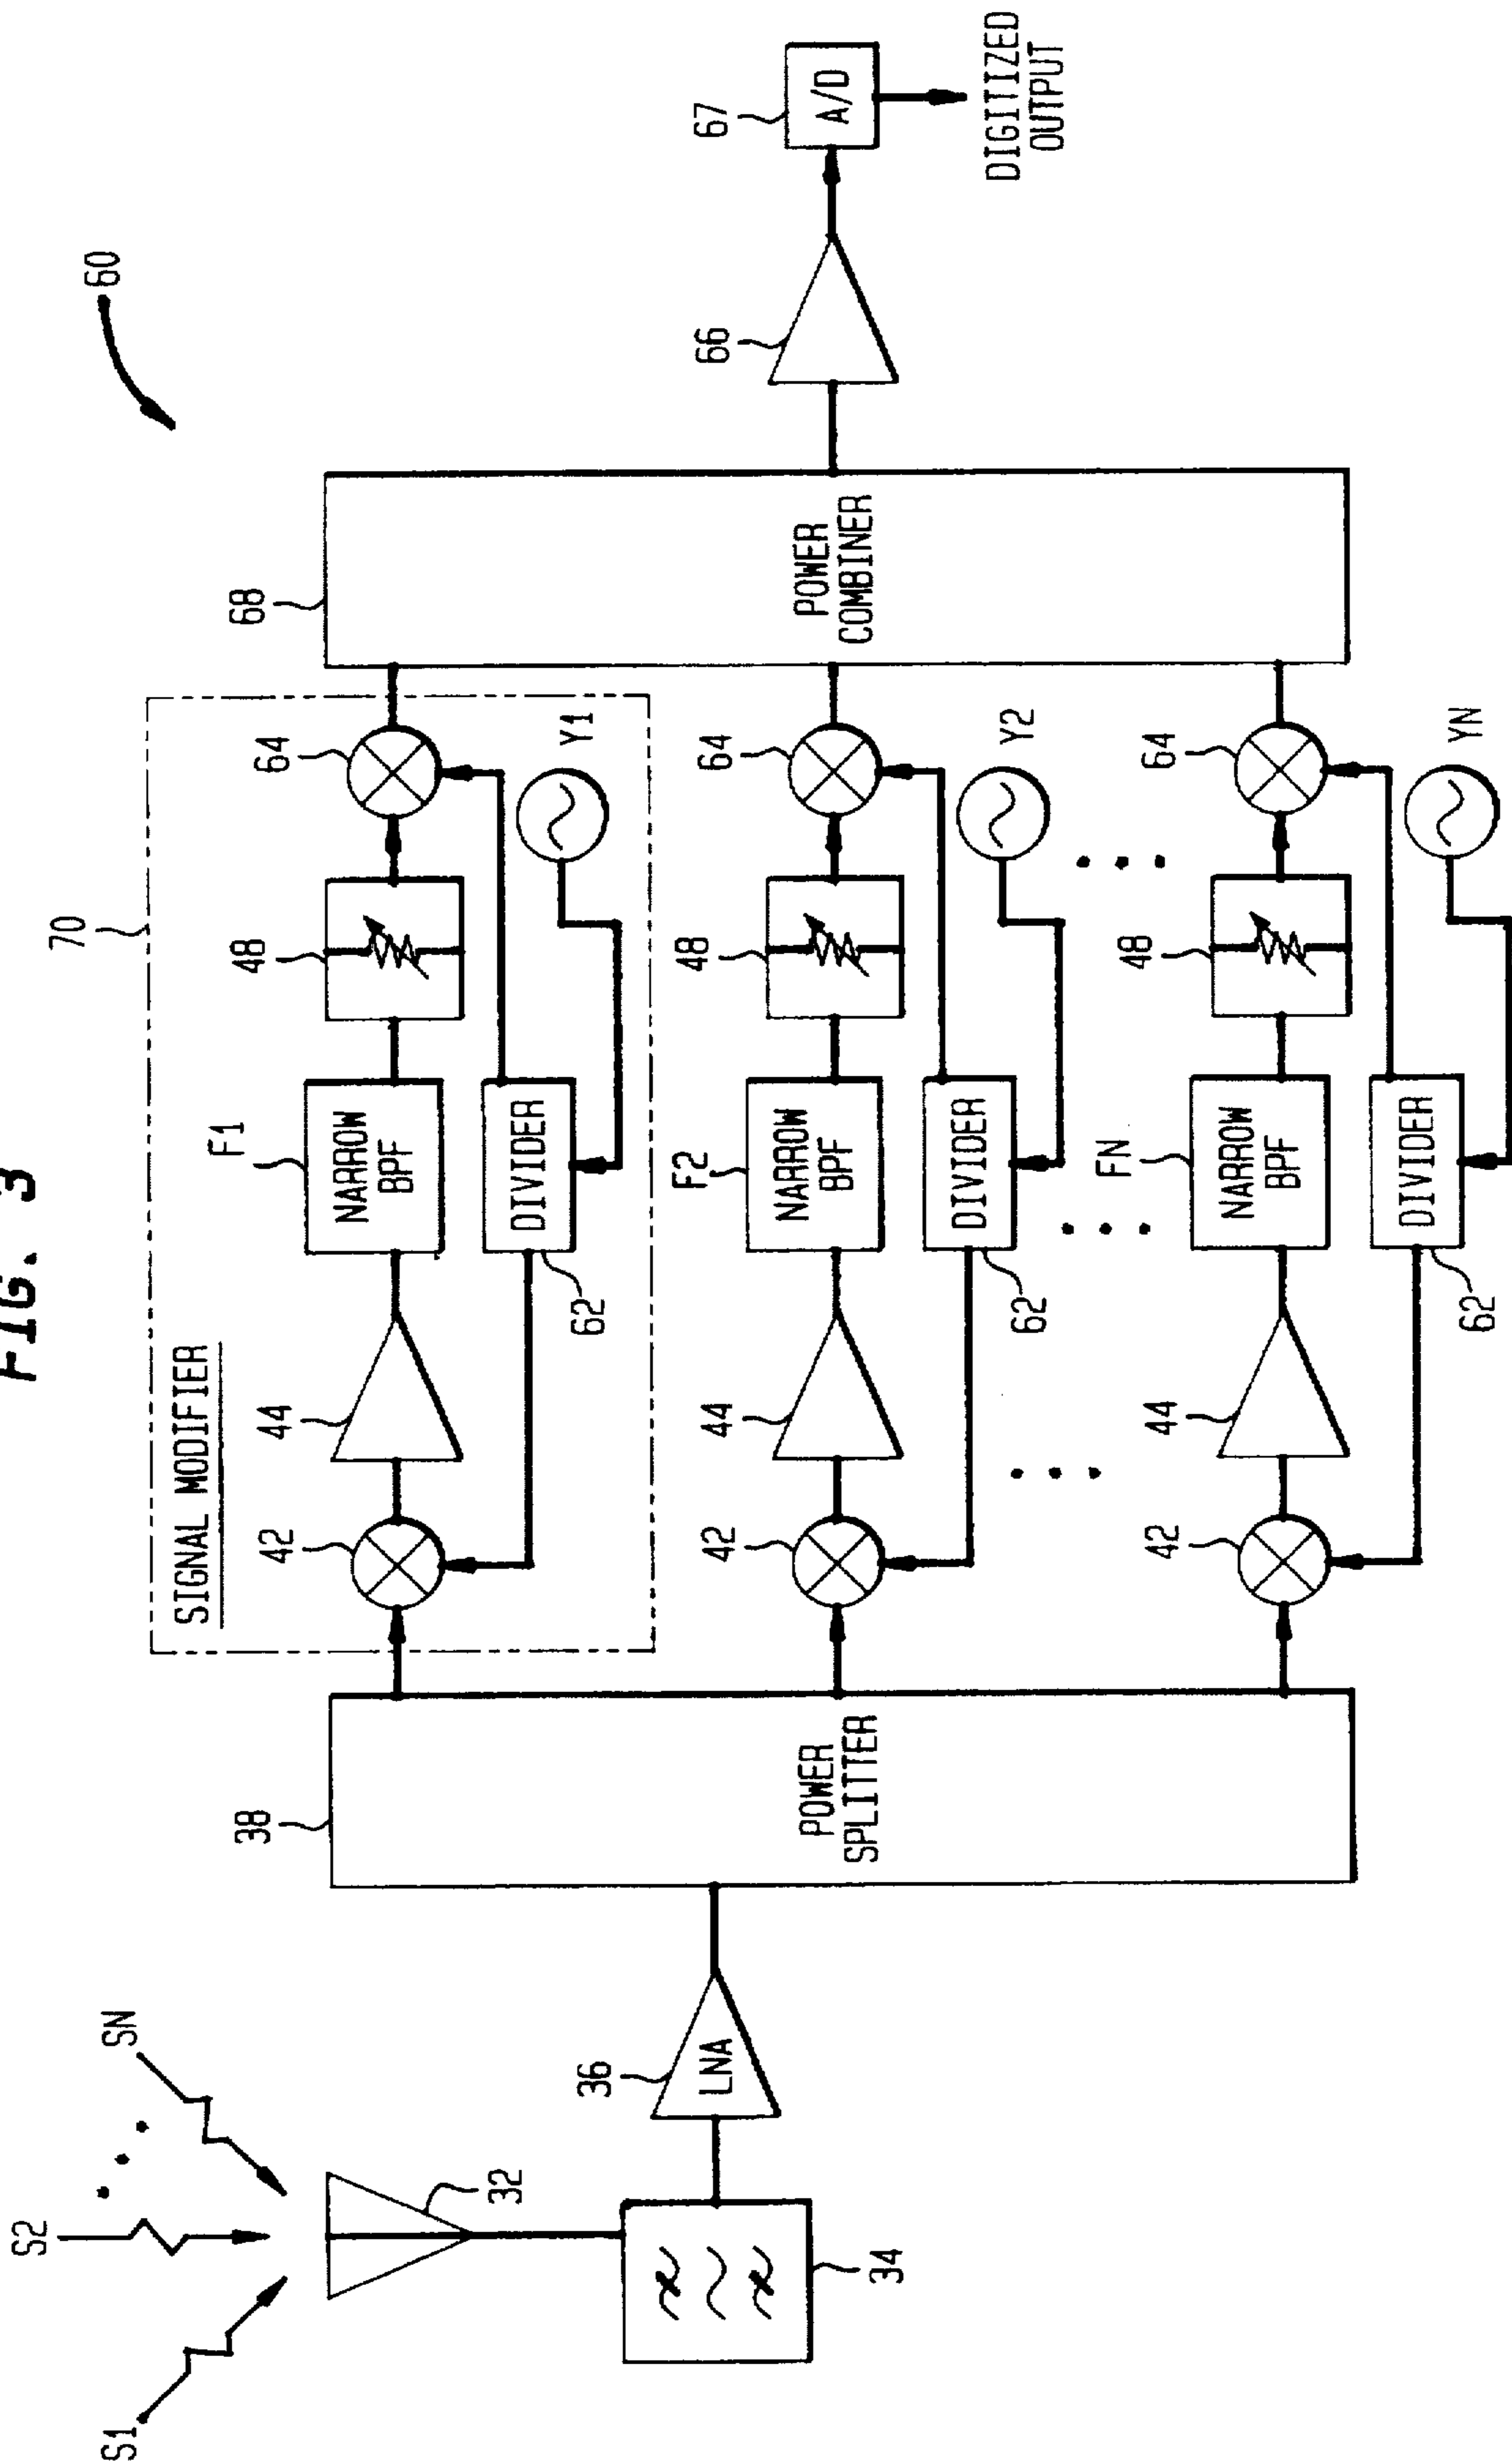 FIG. 3
60
S1
S2
SN
32
34
36
LNA
38
POWER
SPLITTER
70
SIGNAL MODIFIER
42
44
F1
NARROW
BPF
48
64
DIVIDER
62
Y1
42
44
F2
NARROW
BPF
48
64
DIVIDER
62
Y2
42
44
FN
NARROW
BPF
48
64
DIVIDER
62
YN
68
POWER
COMBINER
66
67
A/D
DIGITIZED
OUTPUT